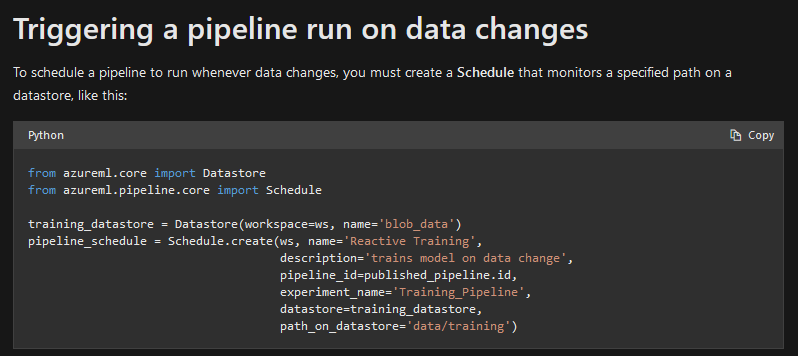 Triggering a pipeline run on data changes
To schedule a pipeline to run whenever data changes, you must create a Schedule that monitors a specified path on a
datastore, like this:
Python
Copy
from azureml.core import Datastore
from azureml.pipeline.core import Schedule

training_datastore = Datastore(workspace=ws, name='blob_data')
pipeline_schedule = Schedule.create(ws, name='Reactive Training',
                                    description='trains model on data change',
                                    pipeline_id=published_pipeline.id,
                                    experiment_name='Training_Pipeline',
                                    datastore=training_datastore,
                                    path_on_datastore='data/training')